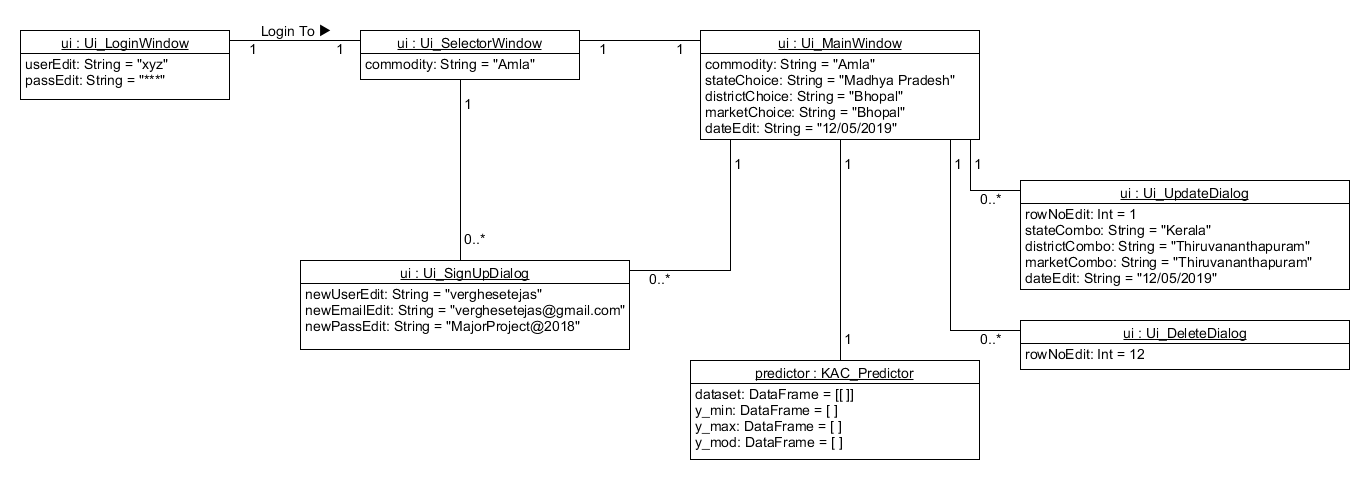 Login To ▶
ui : Ui_LoginWindow
userEdit: String = "xyz"
passEdit: String = "***"
1
1
ui : Ui_SelectorWindow
commodity: String = "Amla"
1
1
ui : Ui_MainWindow
commodity: String = "Amla"
stateChoice: String = "Madhya Pradesh"
districtChoice: String = "Bhopal"
marketChoice: String = "Bhopal"
dateEdit: String = "12/05/2019"
1
1
1
1
1
0..*
ui : Ui_UpdateDialog
rowNoEdit: Int = 1
stateCombo: String = "Kerala"
districtCombo: String = "Thiruvananthapuram"
marketCombo: String = "Thiruvananthapuram"
dateEdit: String = "12/05/2019"
0..*
ui : Ui_SignUpDialog
newUserEdit: String = "verghesetejas"
newEmailEdit: String = "verghesetejas@gmail.com"
newPassEdit: String = "MajorProject@2018"
0..*
0..*
ui : Ui_DeleteDialog
rowNoEdit: Int = 12
1
predictor : KAC_Predictor
dataset: DataFrame = [[ ]]
y_min: DataFrame = [ ]
y_max: DataFrame = [ ]
y_mod: DataFrame = [ ]